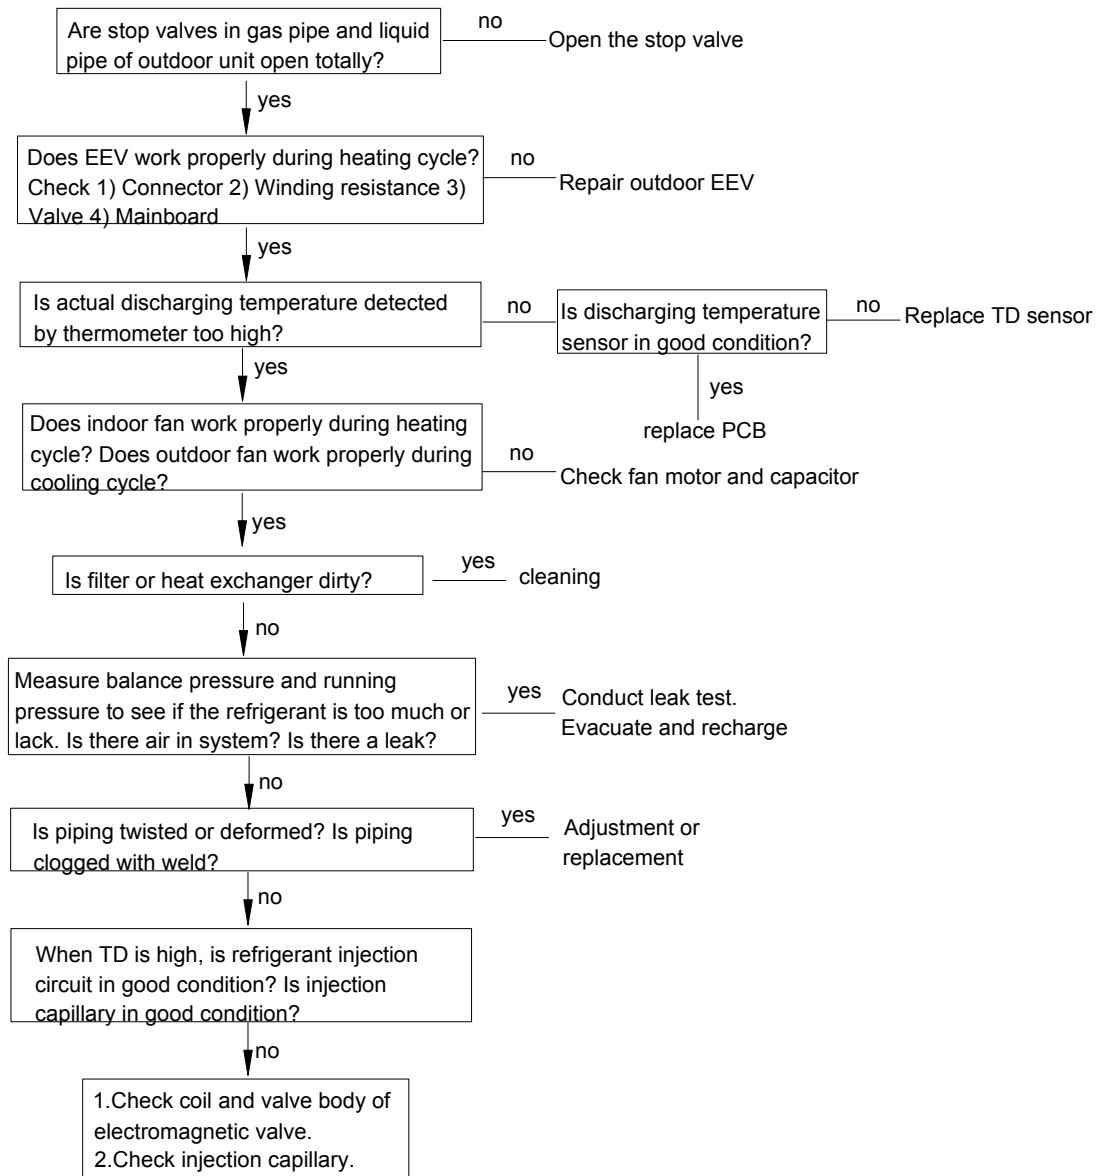 Are stop valves in gas pipe and liquid
pipe of outdoor unit open totally?
no
Open the stop valve
yes
Does EEV work properly during heating cycle?
Check 1) Connector 2) Winding resistance 3)
Valve 4) Mainboard
no
Repair outdoor EEV
yes
Is actual discharging temperature detected
by thermometer too high?
no
Is discharging temperature
sensor in good condition?
no
Replace TD sensor
yes
replace PCB
yes
Does indoor fan work properly during heating
cycle? Does outdoor fan work properly during
cooling cycle?
no
Check fan motor and capacitor
yes
Is filter or heat exchanger dirty?
yes
cleaning
no
Measure balance pressure and running
pressure to see if the refrigerant is too much or
lack. Is there air in system? Is there a leak?
yes
Conduct leak test.
Evacuate and recharge
no
Is piping twisted or deformed? Is piping
clogged with weld?
yes
Adjustment or
replacement
no
When TD is high, is refrigerant injection
circuit in good condition? Is injection
capillary in good condition?
no
1.Check coil and valve body of
electromagnetic valve.
2.Check injection capillary.